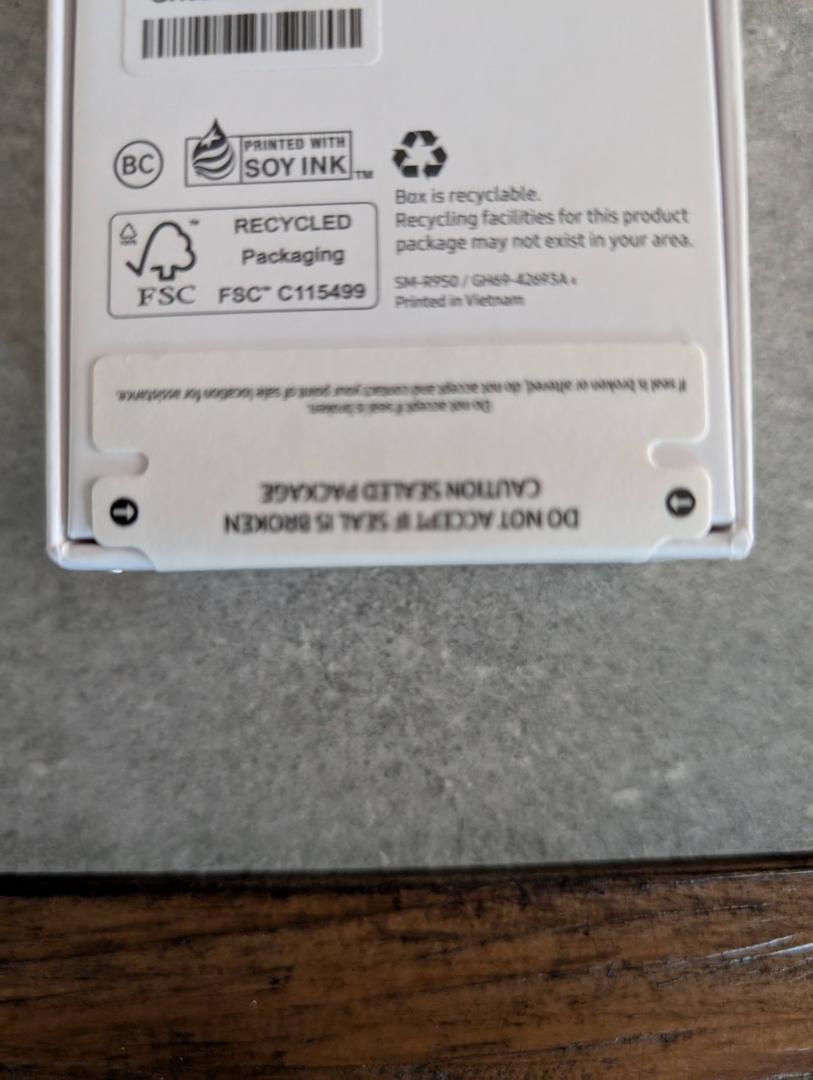 BC
PRINTED WITH
SOY INK™
Box is recyclable.
Recycling facilities for this product
package may not exist in your area.
SM-R950 / GH69-42693A
Printed in Vietnam
FSC™
RECYCLED
Packaging
FSC™ C115499
DO NOT ACCEPT IF SEAL IS BROKEN
CAUTION SEALED PACKAGE
Do not accept if seal is broken.
If seal is broken or altered, do not accept and contact your point of sale location for assistance.